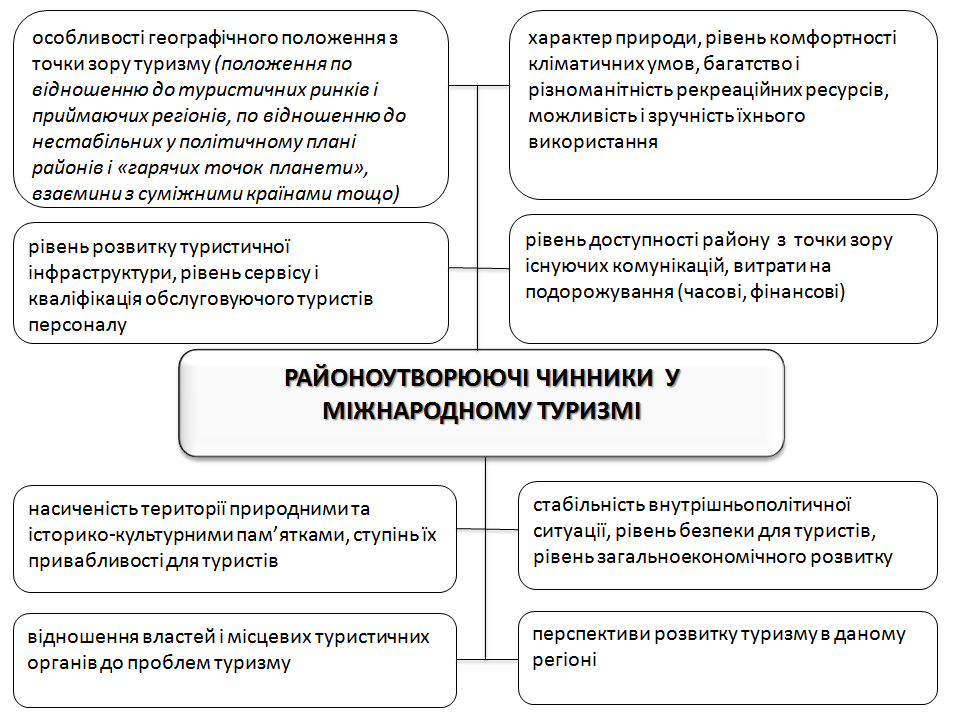 особливості географічного положення з
точки зору туризму (положення по
відношенню до туристичних ринків і
приймаючих регіонів, по відношенню до
нестабільних у політичному плані
районів і «гарячих точок планети»,
взаємини з суміжними країнами тощо)
характер природи, рівень комфортності
кліматичних умов, багатство і
різноманітність рекреаційних ресурсів,
можливість і зручність їхнього
використання
рівень розвитку туристичної
інфраструктури, рівень сервісу і
кваліфікація обслуговуючого туристів
персоналу
рівень доступності району з точки зору
існуючих комунікацій, витрати на
подорожування (часові, фінансові)
РАЙОНОУТВОРЮЮЧІ ЧИННИКИ У
МІЖНАРОДНОМУ ТУРИЗМІ
насиченість території природними та
історико-культурними пам’ятками, ступінь їх
привабливості для туристів
стабільність внутрішньополітичної
ситуації, рівень безпеки для туристів,
рівень загальноекономічного розвитку
відношення властей і місцевих туристичних
органів до проблем туризму
перспективи розвитку туризму в даному
регіоні